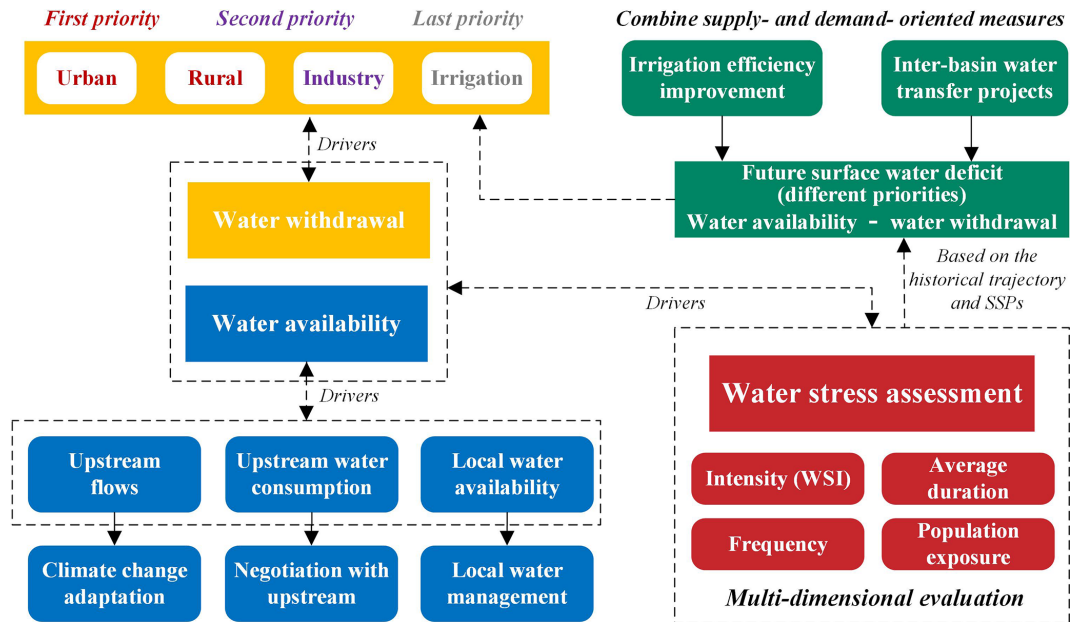 First priority
Second priority
Last priority
Urban
Rural
Industry
Irrigation
Drivers
Water withdrawal
Water availability
Drivers
Upstream
flows
Upstream water
consumption
Local water
availability
Climate change
adaptation
Negotiation with
upstream
Local water
management
Combine supply- and demand- oriented measures
Irrigation efficiency
improvement
Inter-basin water
transfer projects
Future surface water deficit
(different priorities)
Water availability - water withdrawal
Based on the
historical trajectory
and SSPs
Drivers
Water stress assessment
Intensity (WSI)
Average
duration
Frequency
Population
exposure
Multi-dimensional evaluation